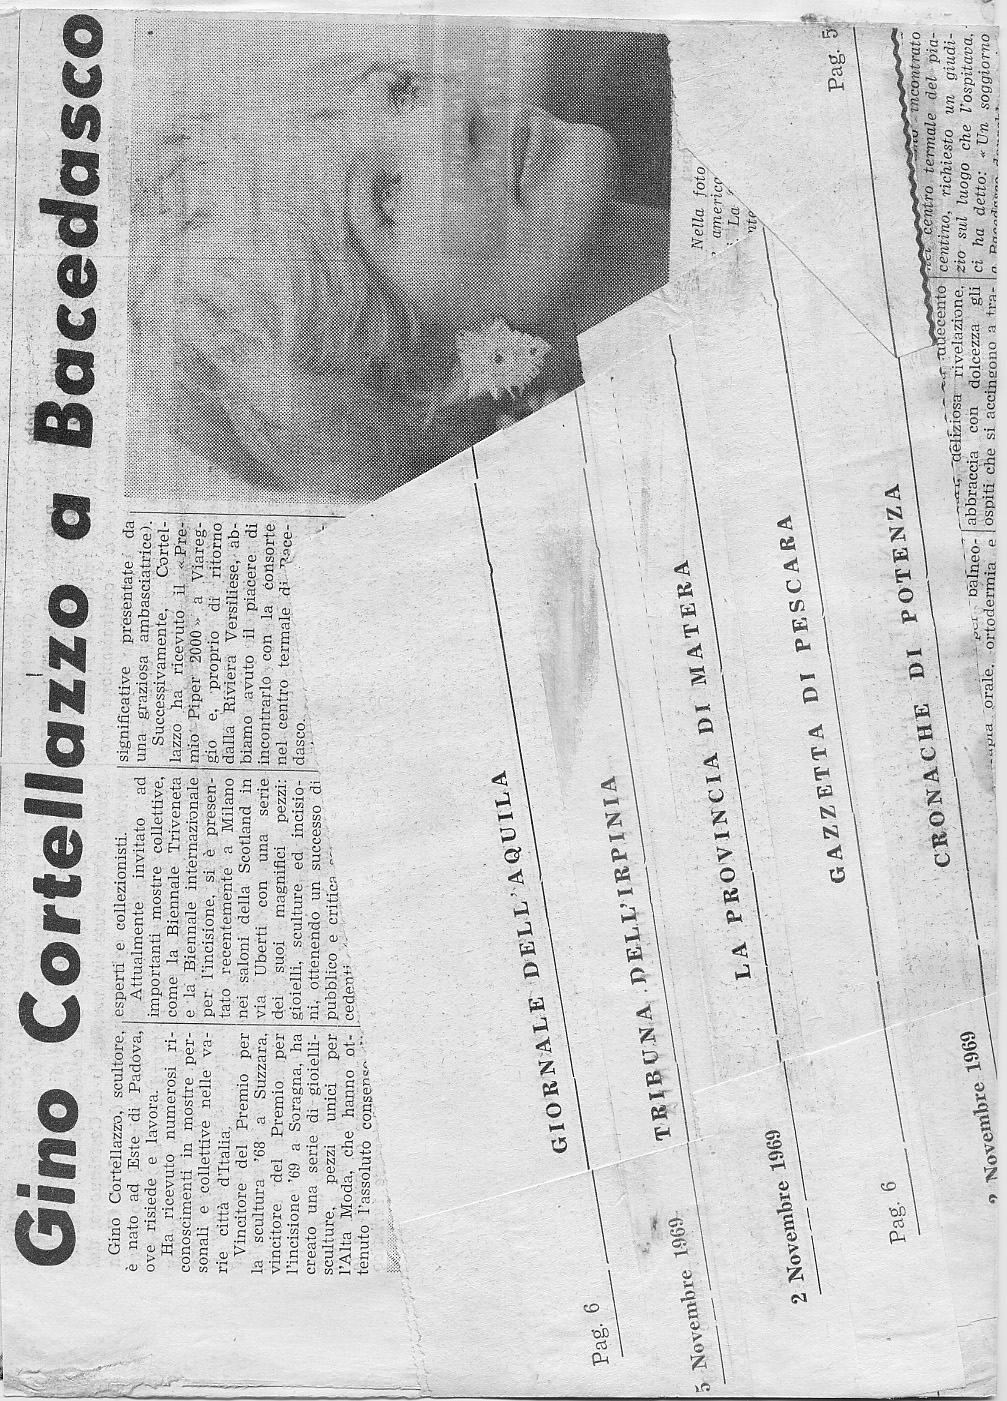 Gino Cortellazzo a Bacedasco
Gino Cortellazzo, scultore,
è nato ad Este di Padova,
ove risiede e lavora.
Ha ricevuto numerosi ri-
conoscimenti in mostre per-
sonali e collettive nelle va-
rie città d'Italia.
Vincitore del Premio per
la scultura '68 a Suzzara,
vincitore del Premio per
l'incisione '69 a Soragna, ha
creato una serie di gioielli-
sculture, pezzi unici per
l'Alta Moda, che hanno ot-
tenuto l'assoluto consenso
esperti e collezionisti.
Attualmente invitato ad
importanti mostre collettive,
come la Biennale Triveneta
e la Biennale internazionale
per l'incisione, si è presen-
tato recentemente a Milano
nei saloni della Scotland in
via Uberti con una serie
dei suoi magnifici pezzi:
gioielli, sculture ed incisio-
ni, ottenendo un successo di
pubblico e critica
cedenti
significative presentate da
una graziosa ambasciatrice).
Successivamente, Cortel-
lazzo ha ricevuto il «Pre-
mio Piper 2000» a Viareg-
gio e, proprio di ritorno
dalla Riviera Versiliese, ab-
biamo avuto il piacere di
incontrarlo con la consorte
nel centro termale di Bace-
dasco.
Nella foto
americ
La
GIORNALE DELL'AQUILA
Pag. 6
TRIBUNA DELL'IRPINIA
5 Novembre 1969
LA PROVINCIA DI MATERA
2 Novembre 1969
GAZZETTA DI PESCARA
Pag. 6
Pag. 5
CRONACHE DI POTENZA
2 Novembre 1969
balneo-
rapia orale, ortodermia e
quecento
deliziosa rivelazione,
abbraccia con dolcezza gli
ospiti che si accingono a tra-
incontrato
nel centro termale del pia-
centino, richiesto un giudi-
zio sul luogo che l'ospitava,
ci ha detto: «Un soggiorno